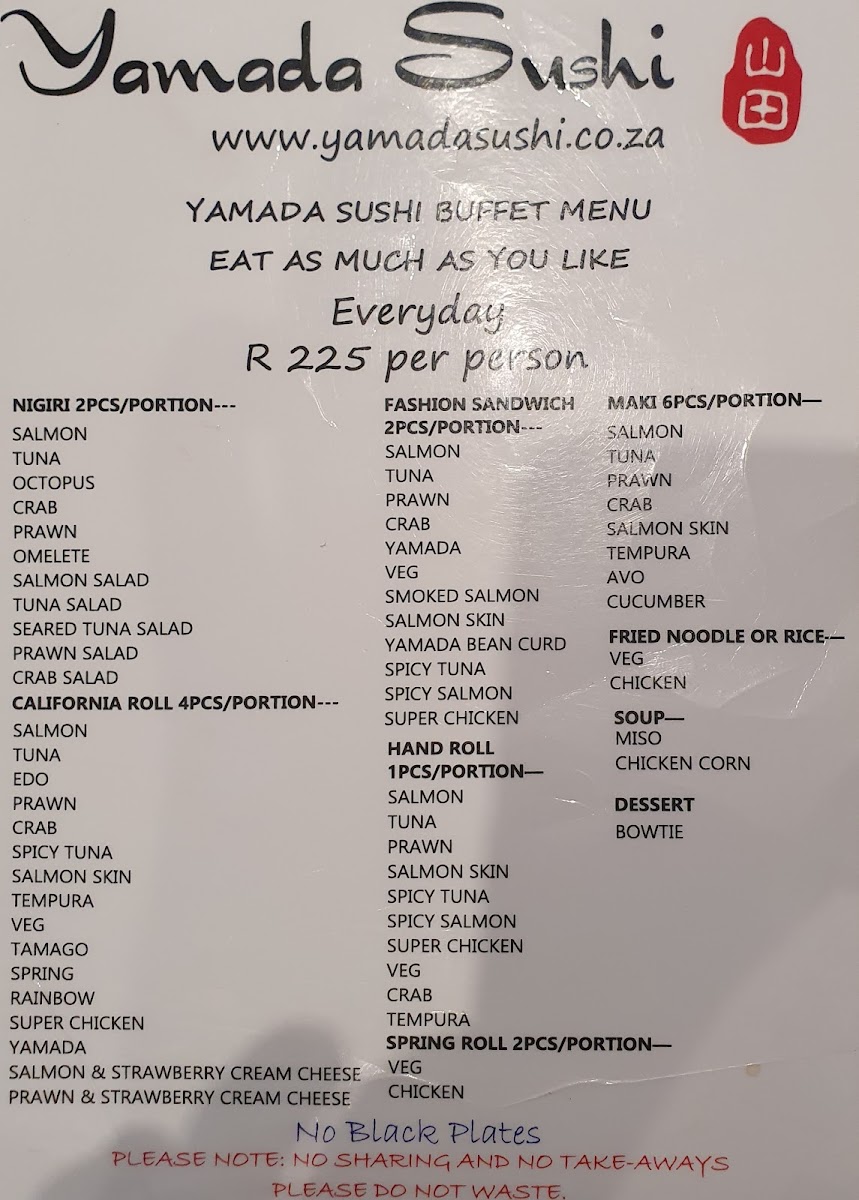 Yamada Sushi
山田
www.yamadasushi.co.za
YAMADA SUSHI BUFFET MENU
EAT AS MUCH AS YOU LIKE
Everyday
R 225 per person
NIGIRI 2PCS/PORTION---
SALMON
TUNA
OCTOPUS
CRAB
PRAWN
OMELETE
SALMON SALAD
TUNA SALAD
SEARED TUNA SALAD
PRAWN SALAD
CRAB SALAD
CALIFORNIA ROLL 4PCS/PORTION---
SALMON
TUNA
EDO
PRAWN
CRAB
SPICY TUNA
SALMON SKIN
TEMPURA
VEG
TAMAGO
SPRING
RAINBOW
SUPER CHICKEN
YAMADA
SALMON & STRAWBERRY CREAM CHEESE
PRAWN & STRAWBERRY CREAM CHEESE
FASHION SANDWICH
2PCS/PORTION---
SALMON
TUNA
PRAWN
CRAB
YAMADA
VEG
SMOKED SALMON
SALMON SKIN
YAMADA BEAN CURD
SPICY TUNA
SPICY SALMON
SUPER CHICKEN
HAND ROLL
1PCS/PORTION—
SALMON
TUNA
PRAWN
SALMON SKIN
SPICY TUNA
SPICY SALMON
SUPER CHICKEN
VEG
CRAB
TEMPURA
SPRING ROLL 2PCS/PORTION—
VEG
CHICKEN
MAKI 6PCS/PORTION—
SALMON
TUNA
PRAWN
CRAB
SALMON SKIN
TEMPURA
AVO
CUCUMBER
FRIED NOODLE OR RICE—
VEG
CHICKEN
SOUP—
MISO
CHICKEN CORN
DESSERT
BOWTIE
No Black Plates
PLEASE NOTE: NO SHARING AND NO TAKE-AWAYS
PLEASE DO NOT WASTE.